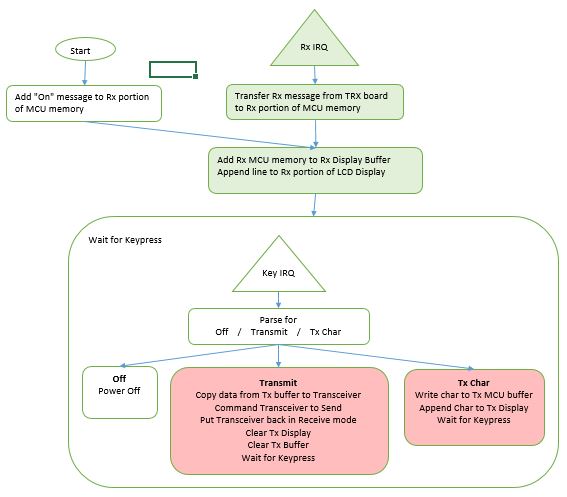 Start
Rx IRQ
Add "On" message to Rx portion
of MCU memory
Transfer Rx message from TRX board
to Rx portion of MCU memory
Add Rx MCU memory to Rx Display Buffer
Append line to Rx portion of LCD Display
Wait for Keypress
Key IRQ
Parse for
Off / Transmit / Tx Char
Off
Power Off
Transmit
Copy data from Tx buffer to Transceiver
Command Transceiver to Send
Put Transceiver back in Receive mode
Clear Tx Display
Clear Tx Buffer
Wait for Keypress
Tx Char
Write char to Tx MCU buffer
Append Char to Tx Display
Wait for Keypress